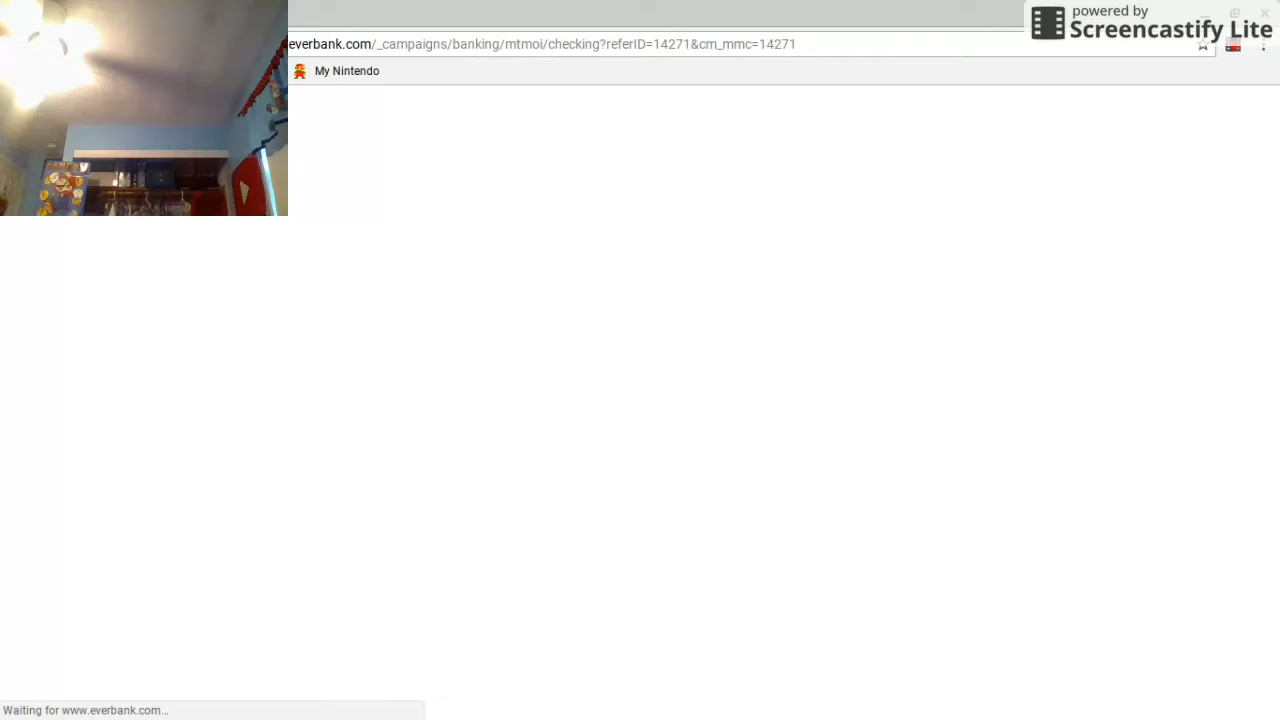 powered by
Screencastify Lite
everbank.com/_campaigns/banking/mtmoi/checking?referID=14271&cm_mmc=14271
My Nintendo
Waiting for www.everbank.com...